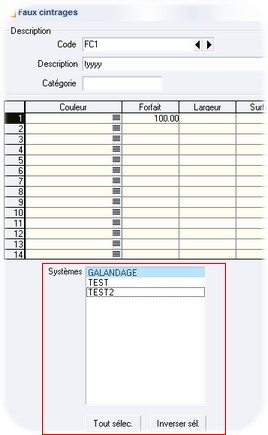 Faux cintrages
Description
Code FC1
Description tyyyy
Catégorie
Couleur Forfait Largeur Surf
1 100.00
2
3
4
5
6
7
8
9
10
11
12
13
14
Systèmes GALANDAGE
TEST
TEST2
Tout sélec. Inverser sél.